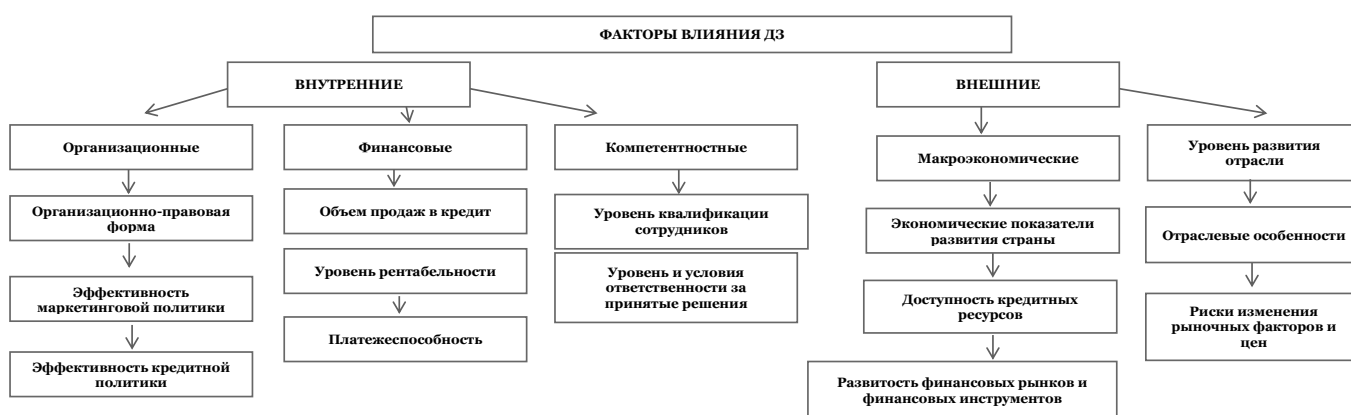 ФАКТОРЫ ВЛИЯНИЯ ДЗ
ВНУТРЕННИЕ
ВНЕШНИЕ
Организационные
Финансовые
Компетентностные
Макроэкономические
Уровень развития
отрасли
Организационно-правовая
форма
Объем продаж в кредит
Уровень квалификации
сотрудников
Экономические показатели
развития страны
Отраслевые особенности
Эффективность
маркетинговой политики
Уровень рентабельности
Уровень и условия
ответственности за
принятые решения
Доступность кредитных
ресурсов
Риски изменения
рыночных факторов и
цен
Эффективность кредитной
политики
Платежеспособность
Развитость финансовых рынков и
финансовых инструментов